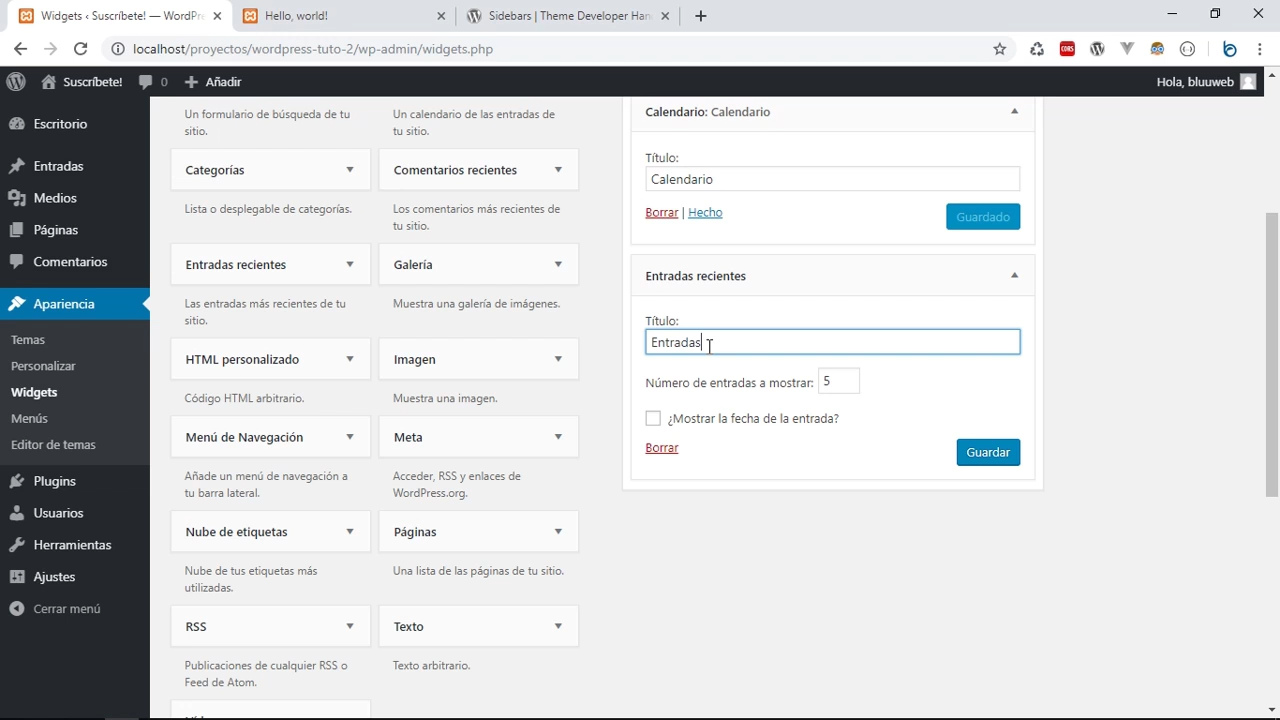 Widgets ‹ Suscríbete! — WordPre
Hello, world!
Sidebars | Theme Developer Han
localhost/proyectos/wordpress-tuto-2/wp-admin/widgets.php
CORS
Suscríbete!
0
Añadir
Hola, bluuweb
Escritorio
Entradas
Medios
Páginas
Comentarios
Apariencia
Temas
Personalizar
Widgets
Menús
Editor de temas
Plugins
Usuarios
Herramientas
Ajustes
Cerrar menú
Un formulario de búsqueda de tu
sitio.
Un calendario de las entradas de
tu sitio.
Categorías
Comentarios recientes
Lista o desplegable de categorías.
Los comentarios más recientes de
tu sitio.
Entradas recientes
Galería
Las entradas más recientes de tu
sitio.
Muestra una galería de imágenes.
HTML personalizado
Imagen
Código HTML arbitrario.
Muestra una imagen.
Menú de Navegación
Meta
Añade un menú de navegación a
tu barra lateral.
Acceder, RSS y enlaces de
WordPress.org.
Nube de etiquetas
Páginas
Nube de tus etiquetas más
utilizadas.
Una lista de las páginas de tu sitio.
RSS
Texto
Publicaciones de cualquier RSS o
Feed de Atom.
Texto arbitrario.
Calendario: Calendario
Título:
Calendario
Borrar | Hecho
Guardado
Entradas recientes
Título:
Entradas
Número de entradas a mostrar: 5
¿Mostrar la fecha de la entrada?
Borrar
Guardar